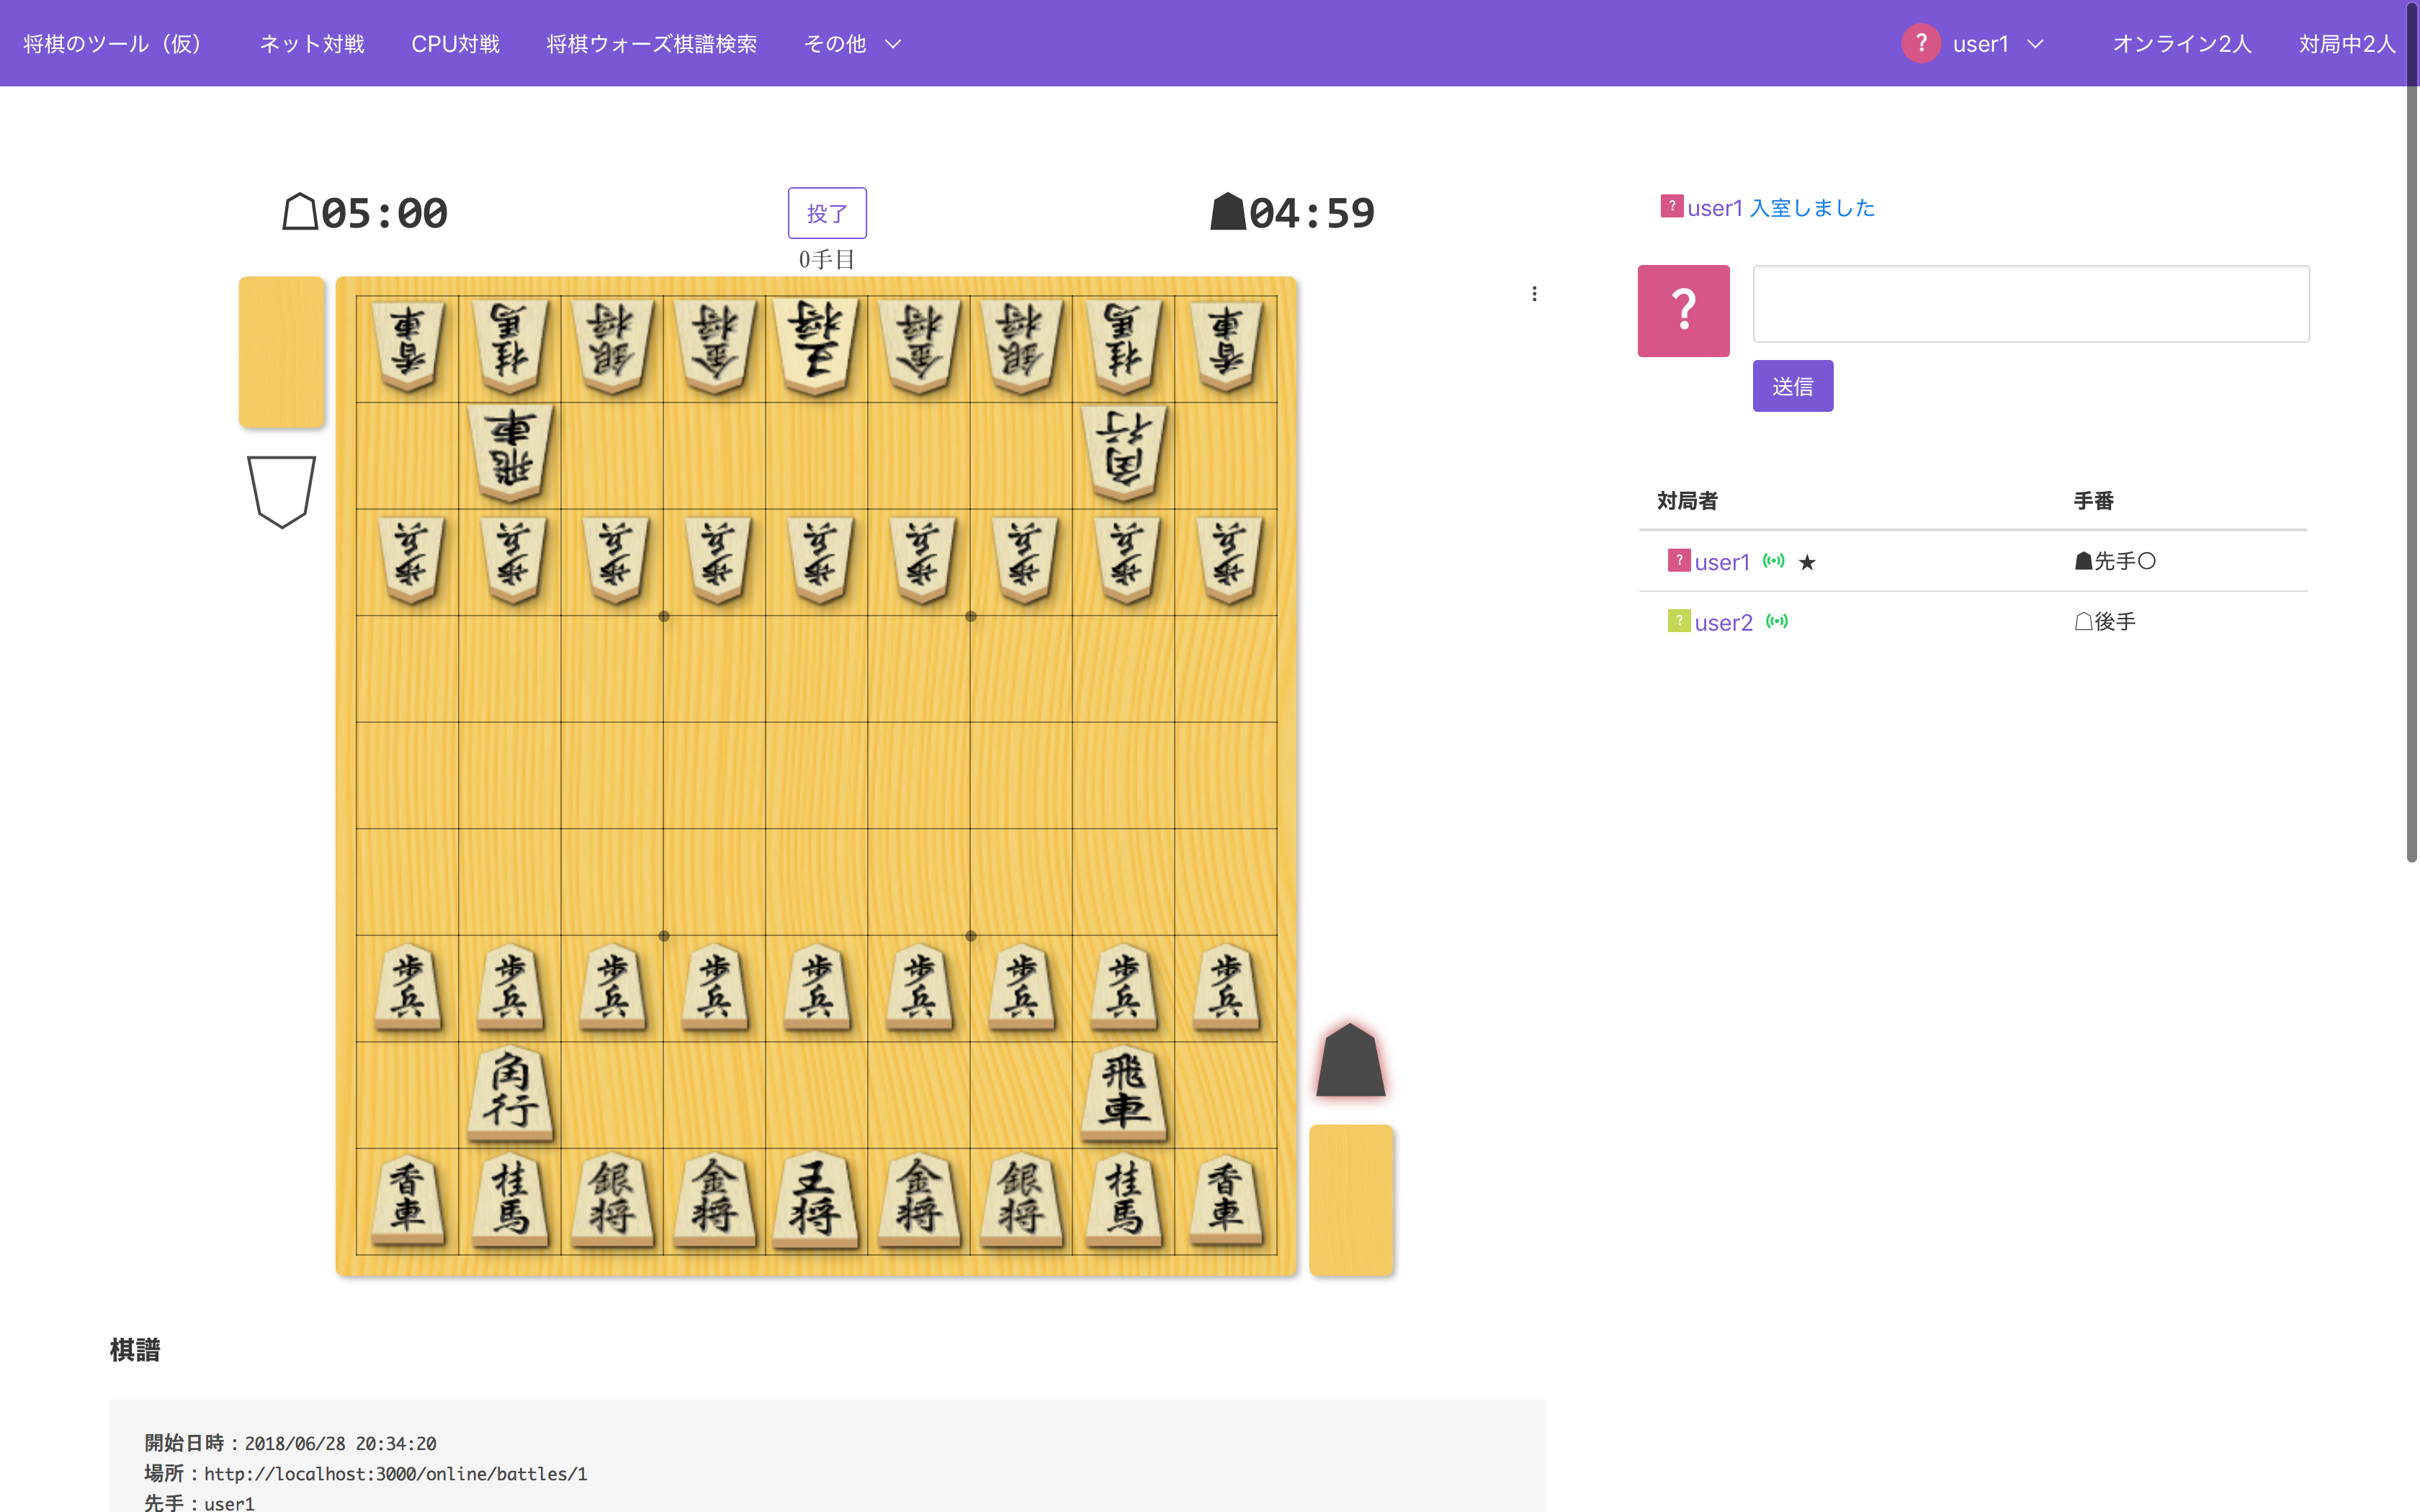 将棋のツール（仮） ネット対戦 CPU対戦 将棋ウォーズ棋譜検索 その他 ? user1 オンライン2人 対局中2人
☖05:00 投了 ☗04:59
0手目
? user1 入室しました
?
送信
香車 桂馬 銀将 金将 王将 金将 銀将 桂馬 香車
飛車 角行
歩兵 歩兵 歩兵 歩兵 歩兵 歩兵 歩兵 歩兵 歩兵
歩兵 歩兵 歩兵 歩兵 歩兵 歩兵 歩兵 歩兵 歩兵
角行 飛車
香車 桂馬 銀将 金将 王将 金将 銀将 桂馬 香車
対局者 手番
? user1 ★ ☗先手○
? user2 ☖後手
棋譜
開始日時：2018/06/28 20:34:20
場所：http://localhost:3000/online/battles/1
先手：user1